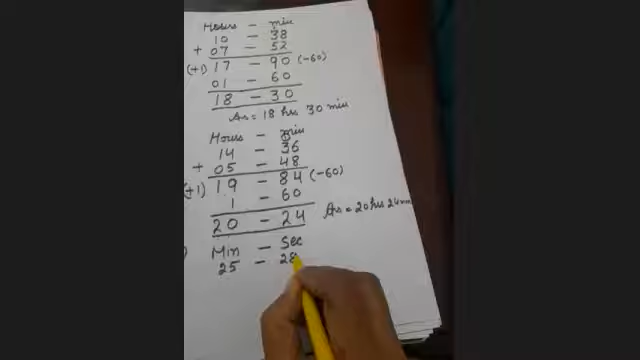 Hours - min
10 - 38
+ 07 - 52
(+1) 17 - 90 (-60)
01 - 60
18 - 30
As = 18 hrs 30 min
Hours - min
14 - 36
+ 05 - 48
(+1) 19 - 84 (-60)
1 - 60
20 - 24
As = 20 hrs 24 min
Min - Sec
25 - 28